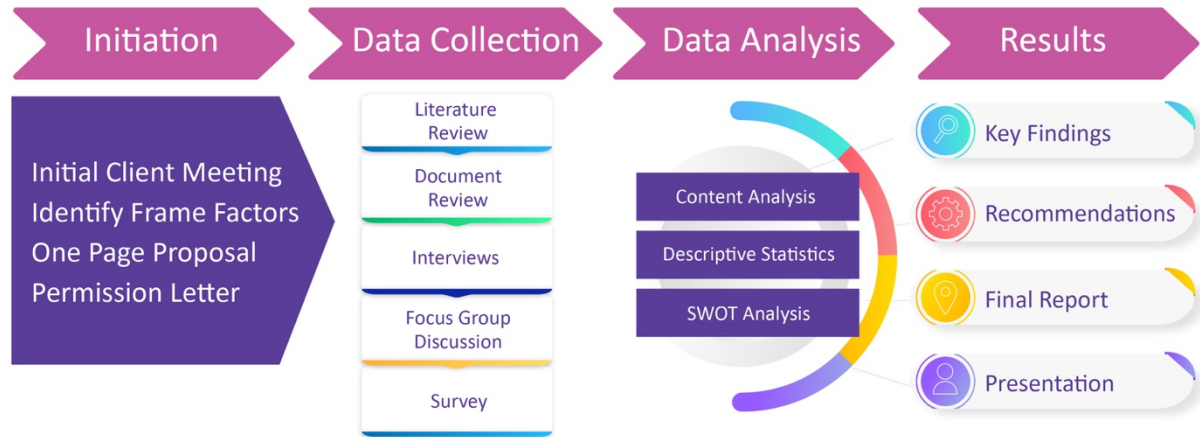 Initiation
Data Collection
Data Analysis
Results
Initial Client Meeting
Identify Frame Factors
One Page Proposal
Permission Letter
Literature
Review
Document
Review
Interviews
Focus Group
Discussion
Survey
Content Analysis
Descriptive Statistics
SWOT Analysis
Key Findings
Recommendations
Final Report
Presentation